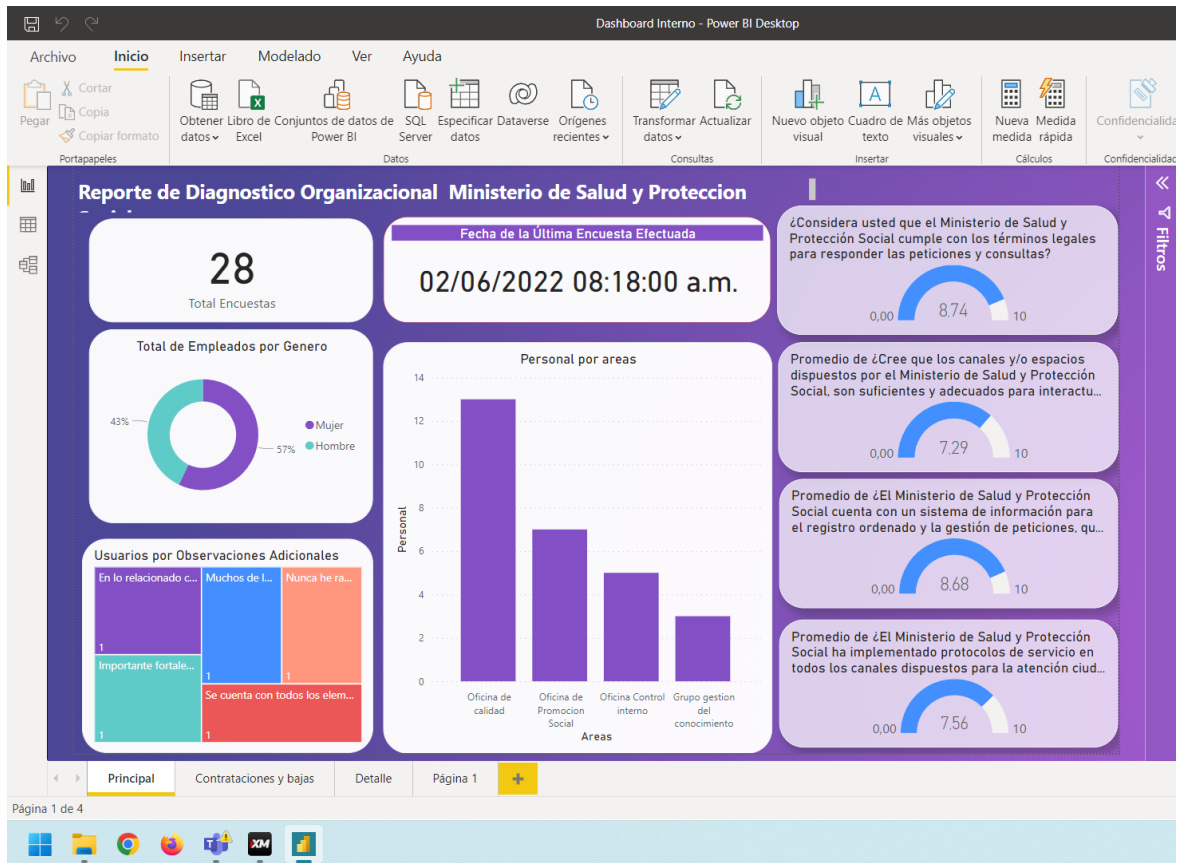 Dashboard Interno - Power BI Desktop
Archivo Inicio Insertar Modelado Ver Ayuda
Pegar
Cortar
Copia
Copiar formato
Portapapeles
Obtener datos
Libro de Excel
Conjuntos de datos de Power BI
SQL Server
Especificar datos
Dataverse
Orígenes recientes
Datos
Transformar datos
Actualizar
Consultas
Nuevo objeto visual
Cuadro de texto
Más objetos visuales
Insertar
Nueva medida
Medida rápida
Cálculos
Confidencialida
Confidencialidad
Reporte de Diagnostico Organizacional Ministerio de Salud y Proteccion
28
Total Encuestas
Fecha de la Última Encuesta Efectuada
02/06/2022 08:18:00 a.m.
Total de Empleados por Genero
43%
57%
Mujer
Hombre
Usuarios por Observaciones Adicionales
En lo relacionado c...
1
Muchos de l...
1
Nunca he ra...
1
Importante fortale...
1
Se cuenta con todos los elem...
1
Personal por areas
14
12
10
8
6
4
2
0
Personal
Oficina de
calidad
Oficina de
Promocion
Social
Oficina Control
interno
Grupo gestion
del
conocimiento
Areas
¿Considera usted que el Ministerio de Salud y
Protección Social cumple con los términos legales
para responder las peticiones y consultas?
0,00 8.74 10
Promedio de ¿Cree que los canales y/o espacios
dispuestos por el Ministerio de Salud y Protección
Social, son suficientes y adecuados para interactu...
0,00 7.29 10
Promedio de ¿El Ministerio de Salud y Protección
Social cuenta con un sistema de información para
el registro ordenado y la gestión de peticiones, qu...
0,00 8.68 10
Promedio de ¿El Ministerio de Salud y Protección
Social ha implementado protocolos de servicio en
todos los canales dispuestos para la atención ciud...
0,00 7.56 10
Filtros
Principal Contrataciones y bajas Detalle Página 1 +
Página 1 de 4
XM